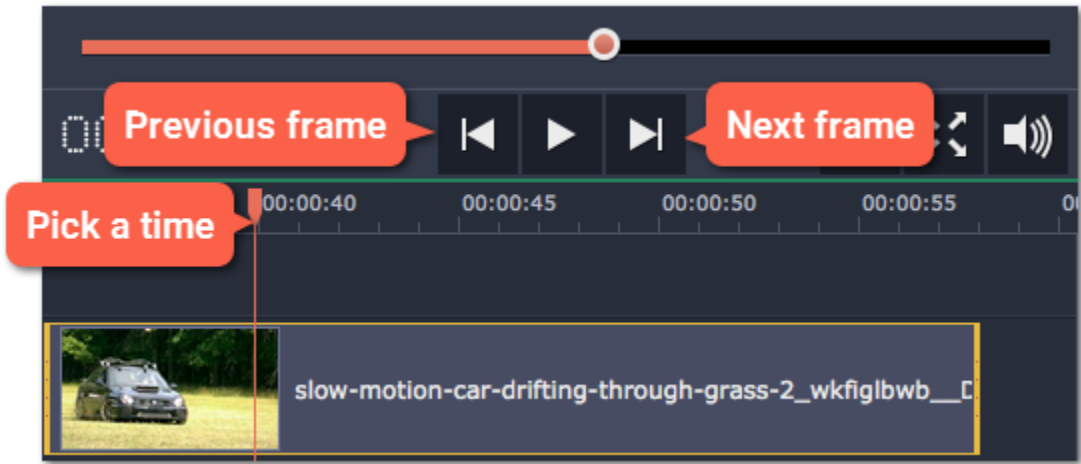 Previous frame
Next frame
Pick a time
00:00:40 00:00:45 00:00:50 00:00:55
slow-motion-car-drifting-through-grass-2_wkfiglbwb__D